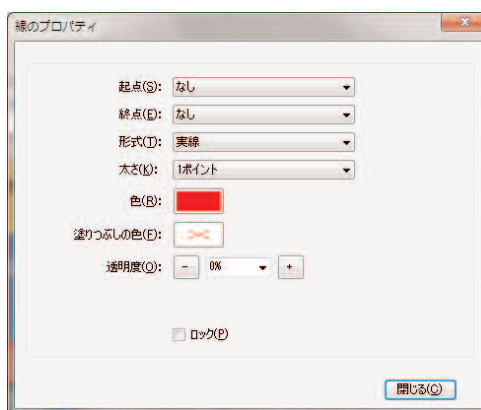 線のプロパティ
起点(S): なし
終点(E): なし
形式(T): 実線
太さ(K): 1ポイント
色(R):
塗りつぶしの色(F):
透明度(O): - 0% +
ロック(P)
閉じる(C)